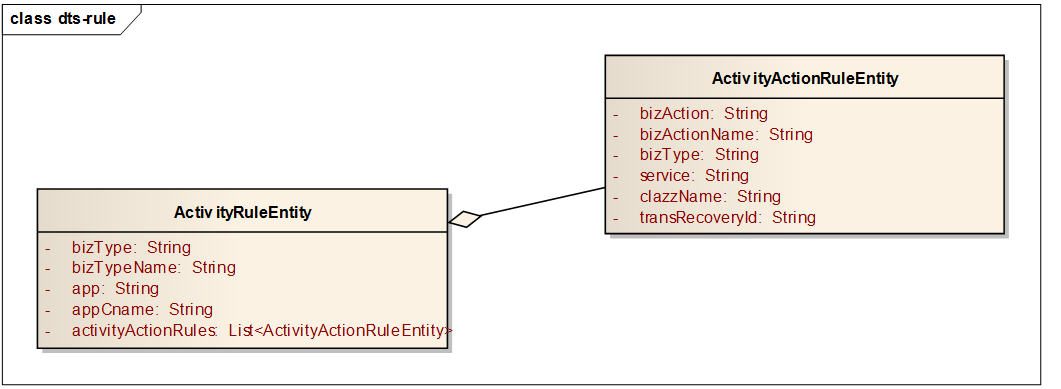 class dts-rule
ActivityActionRuleEntity
- bizAction: String
- bizActionName: String
- bizType: String
- service: String
- clazzName: String
- transRecoveryId: String
ActivityRuleEntity
- bizType: String
- bizTypeName: String
- app: String
- appCname: String
- activityActionRules: List<ActivityActionRuleEntity>